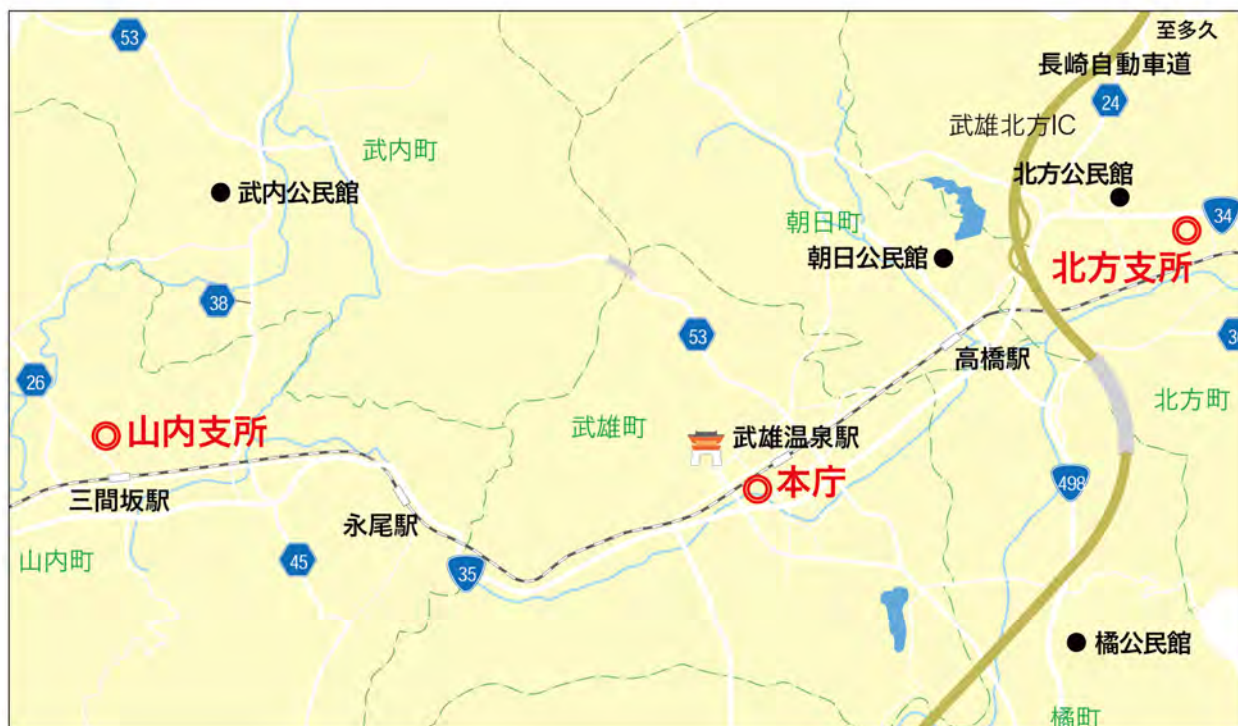 至多久
53
長崎自動車道
24
武雄北方IC
武内町
北方公民館
武内公民館
34
朝日町
朝日公民館
北方支所
38
53
高橋駅
26
北方町
山内支所
武雄町
武雄温泉駅
本庁
498
三間坂駅
永尾駅
山内町
45
35
橘公民館
橘町